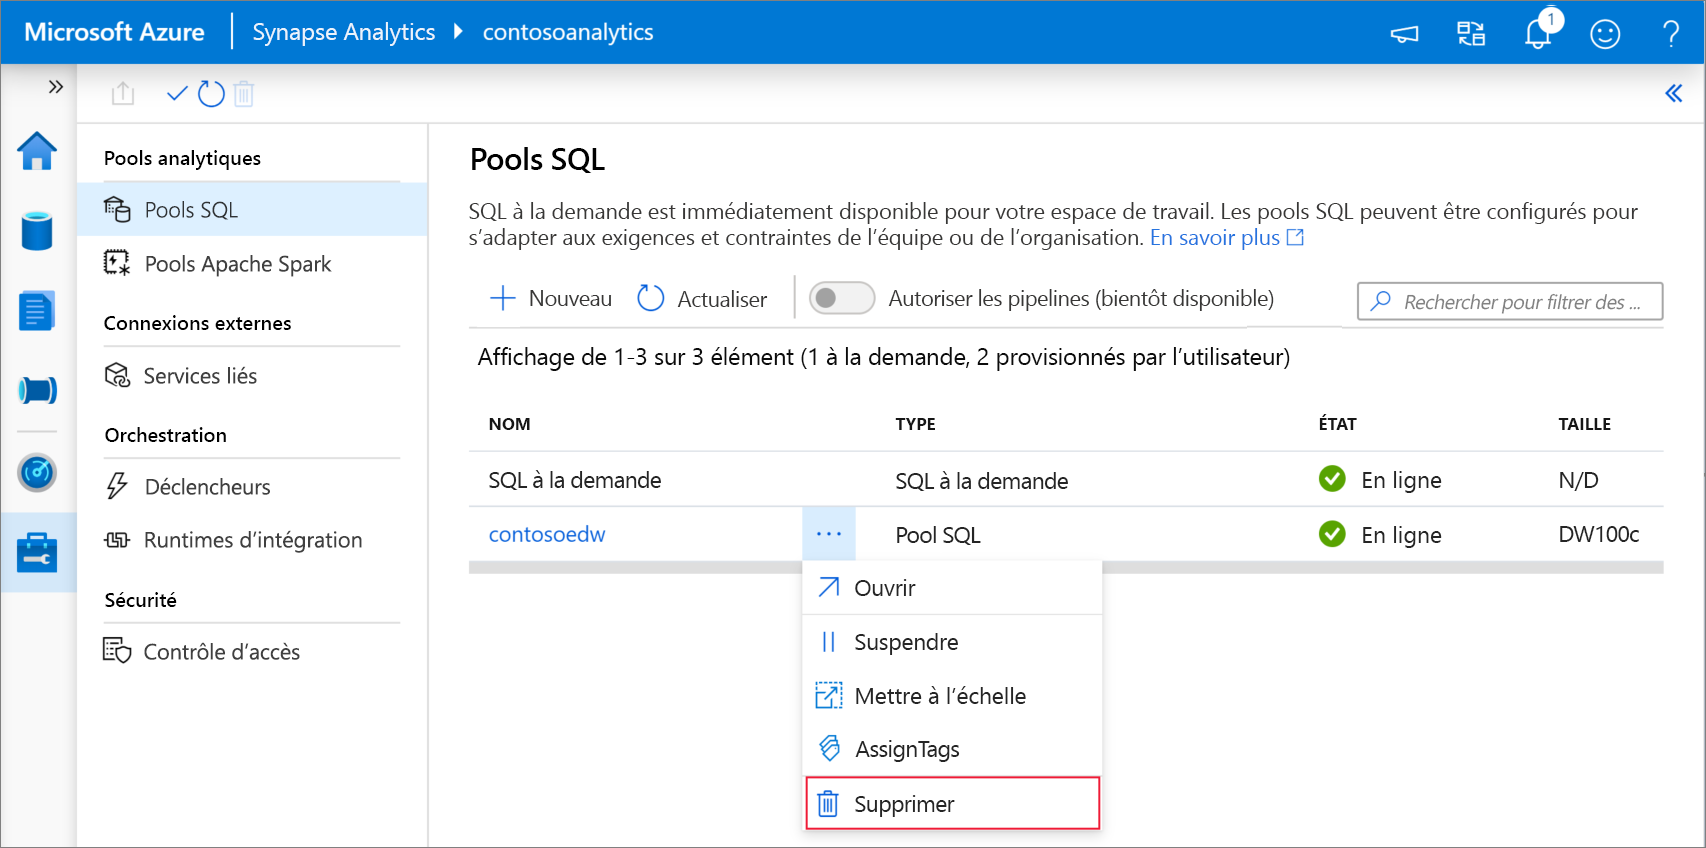 Microsoft Azure
Synapse Analytics
contosoanalytics
1
?
Pools analytiques
Pools SQL
Pools Apache Spark
Connexions externes
Services liés
Orchestration
Déclencheurs
Runtimes d’intégration
Sécurité
Contrôle d’accès
Pools SQL
SQL à la demande est immédiatement disponible pour votre espace de travail. Les pools SQL peuvent être configurés pour
s’adapter aux exigences et contraintes de l’équipe ou de l’organisation. En savoir plus
Nouveau
Actualiser
Autoriser les pipelines (bientôt disponible)
Rechercher pour filtrer des ...
Affichage de 1-3 sur 3 élément (1 à la demande, 2 provisionnés par l’utilisateur)
NOM TYPE ÉTAT TAILLE
SQL à la demande SQL à la demande En ligne N/D
contosoedw ... Pool SQL En ligne DW100c
Ouvrir
Suspendre
Mettre à l’échelle
AssignTags
Supprimer